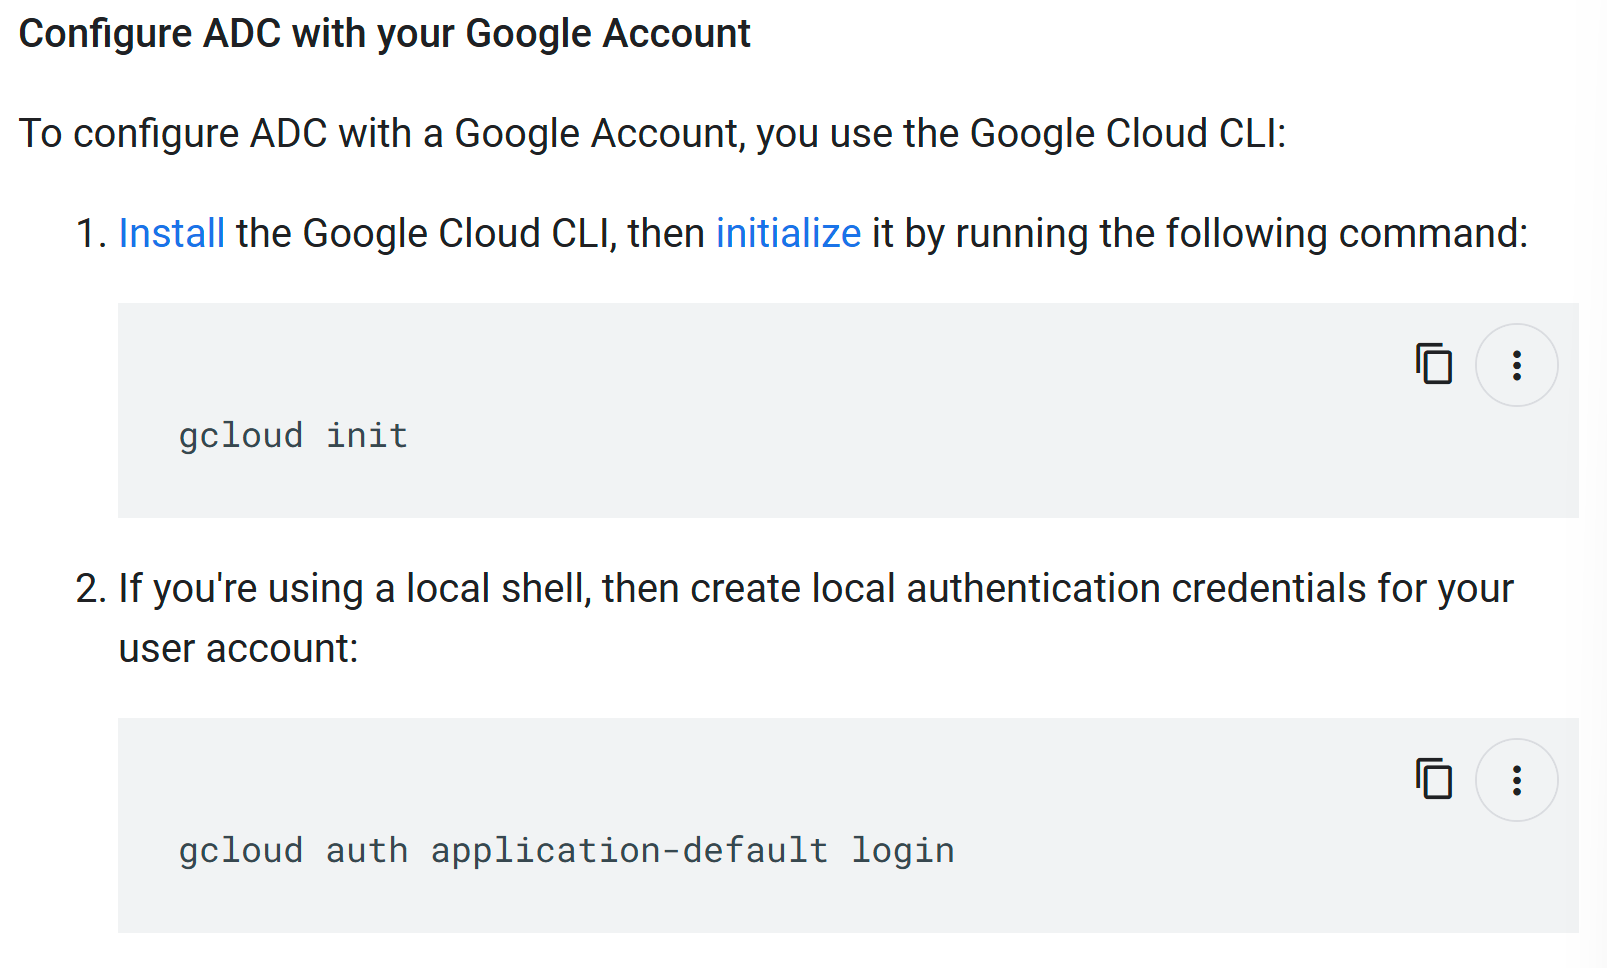 Configure ADC with your Google Account
To configure ADC with a Google Account, you use the Google Cloud CLI:
1. Install the Google Cloud CLI, then initialize it by running the following command:
gcloud init
2. If you're using a local shell, then create local authentication credentials for your
user account:
gcloud auth application-default login